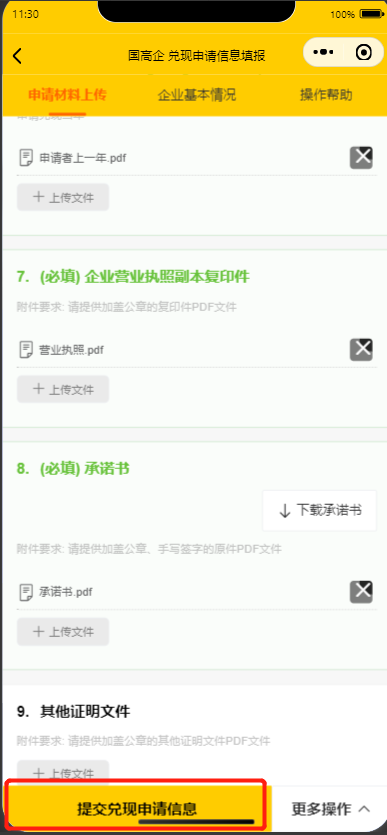 11:30
100%
国高企 兑现申请信息填报
申请材料上传
企业基本情况
操作帮助
申请者上一年.pdf
+ 上传文件
7. (必填) 企业营业执照副本复印件
附件要求: 请提供加盖公章的复印件PDF文件
营业执照.pdf
+ 上传文件
8. (必填) 承诺书
下载承诺书
附件要求: 请提供加盖公章、手写签字的原件PDF文件
承诺书.pdf
+ 上传文件
9. 其他证明文件
附件要求: 请提供加盖公章的其他证明文件PDF文件
+ 上传文件
提交兑现申请信息
更多操作